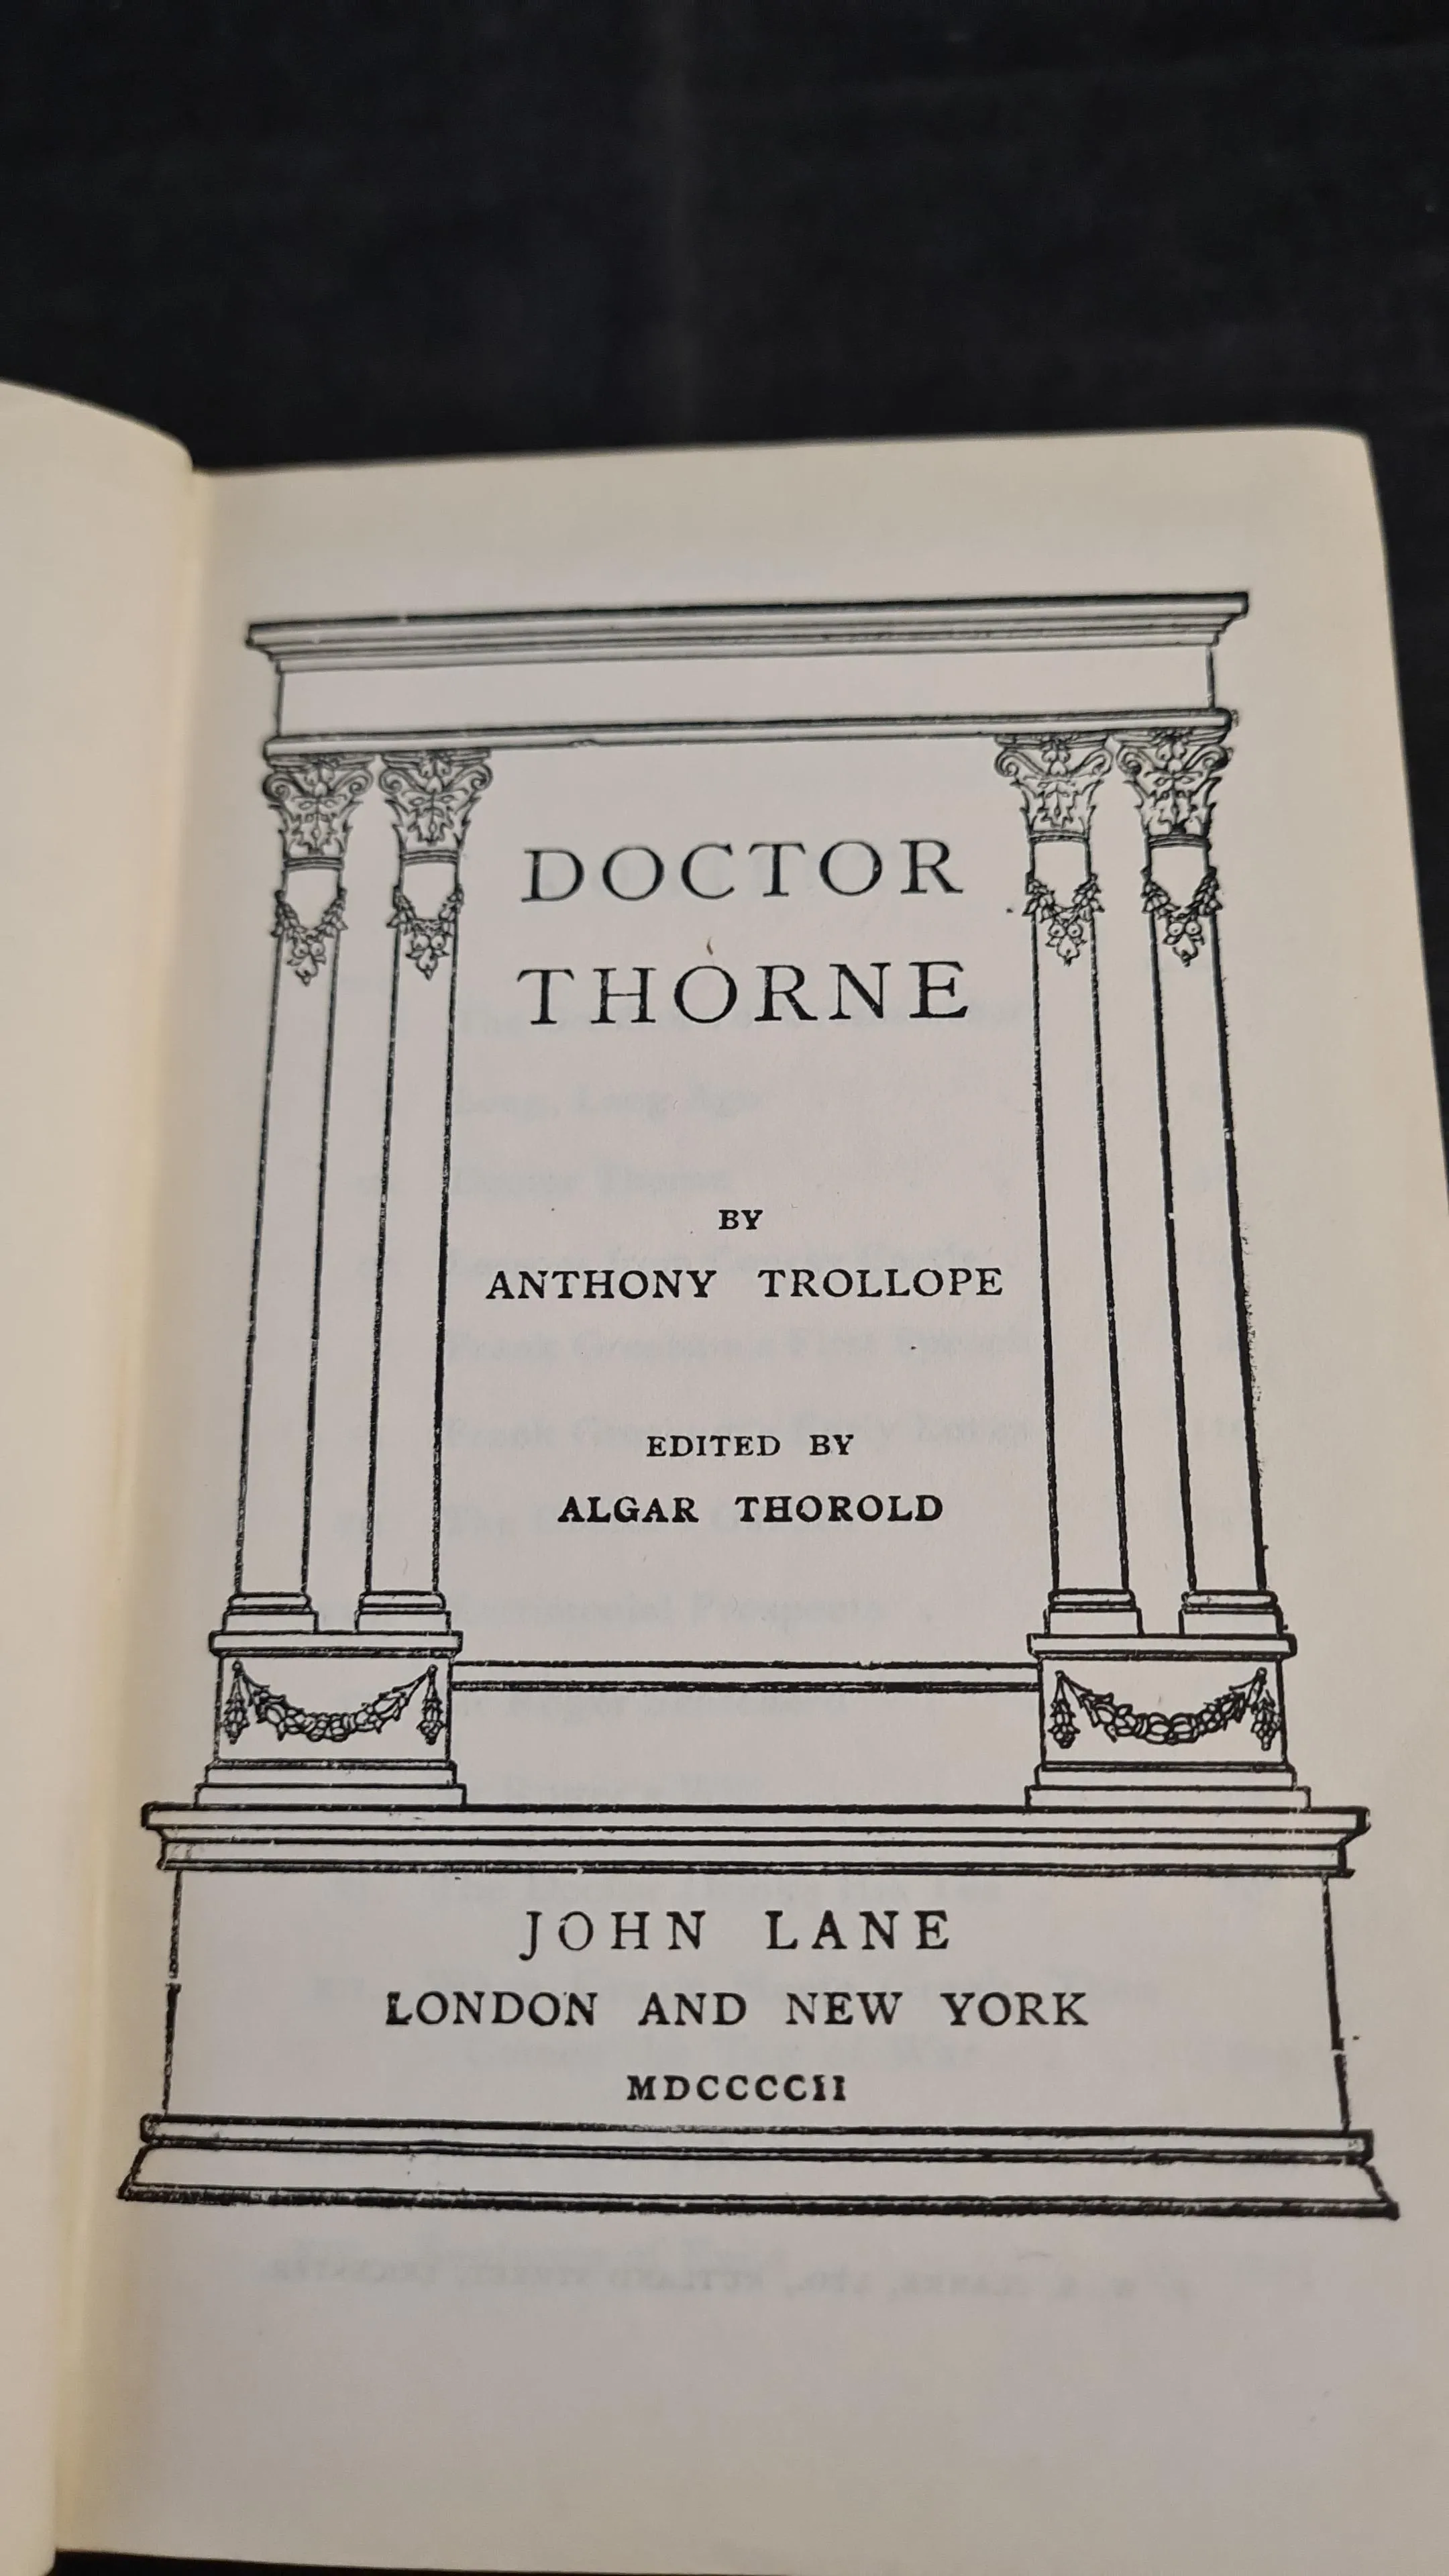 DOCTOR
THORNE
BY
ANTHONY TROLLOPE
EDITED BY
ALGAR THOROLD
JOHN LANE
LONDON AND NEW YORK
MDCCCCII